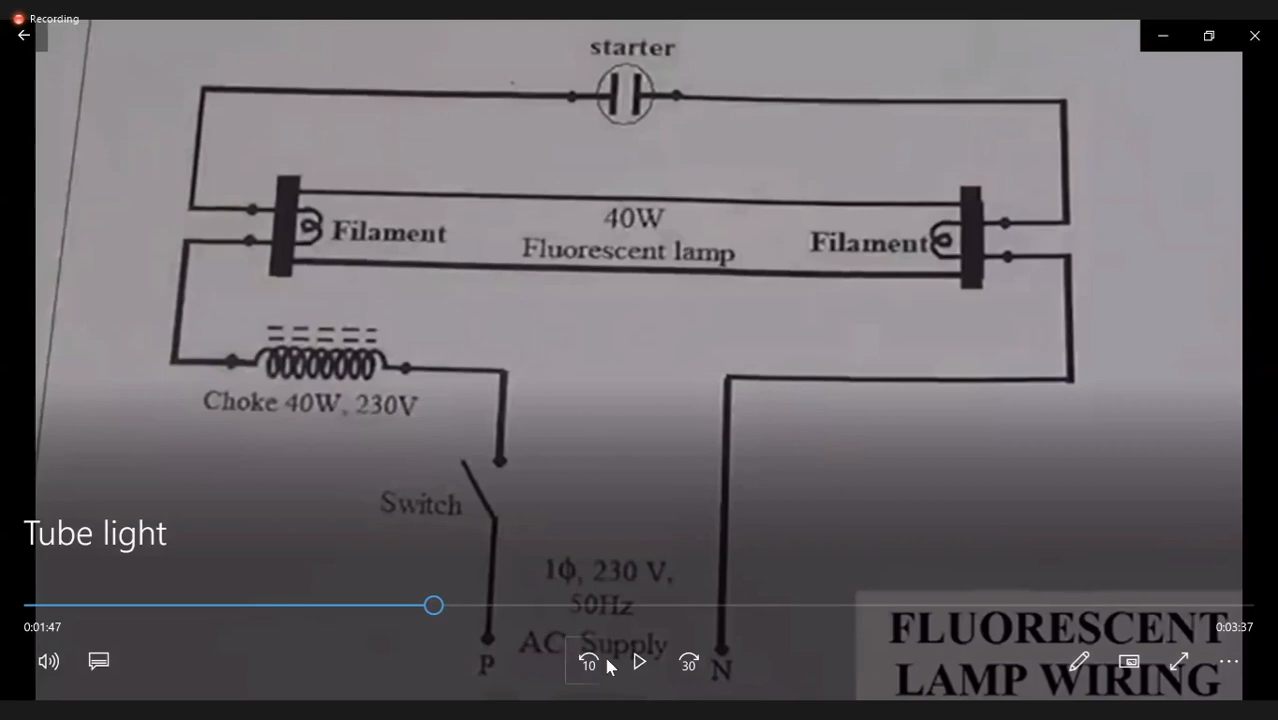 Recording
starter
Filament
40W
Fluorescent lamp
Filament
Choke 40W, 230V
Switch
Tube light
1ϕ, 230 V,
50Hz
AC Supply
P
N
0:01:47
0:03:37
10
30
FLUORESCENT
LAMP WIRING